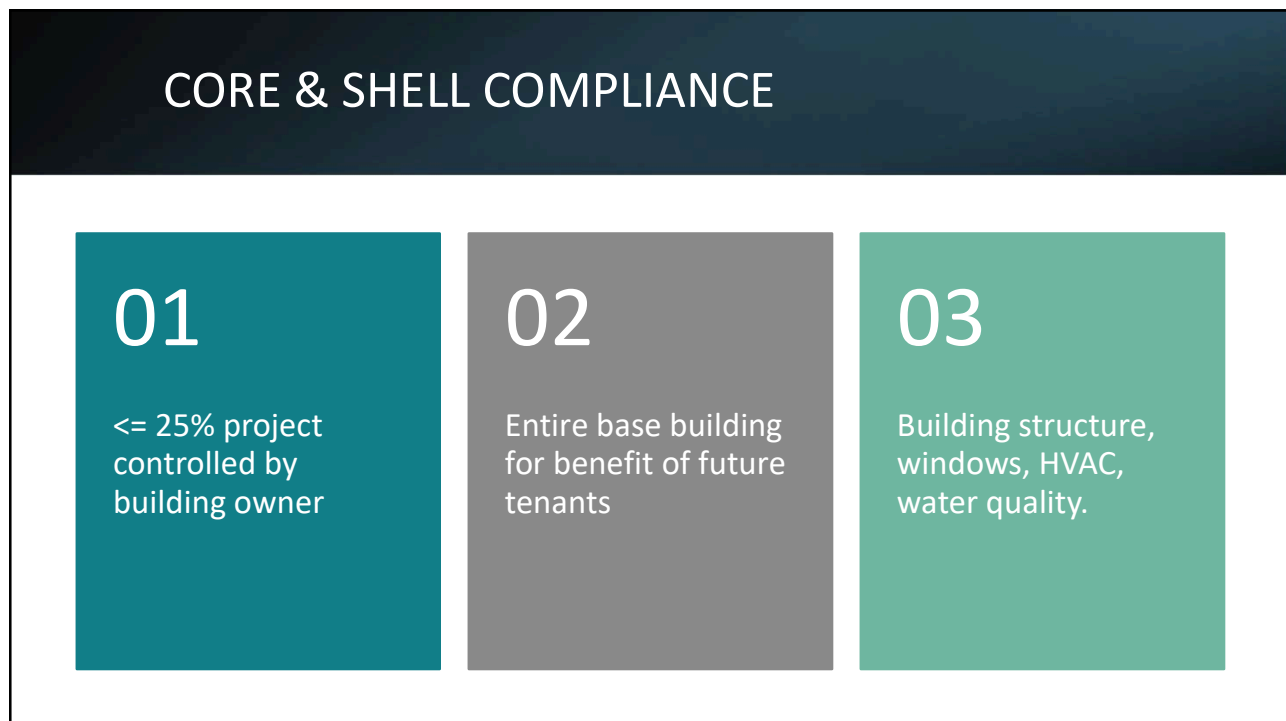 CORE & SHELL COMPLIANCE
01
<= 25% project
controlled by
building owner
02
Entire base building
for benefit of future
tenants
03
Building structure,
windows, HVAC,
water quality.